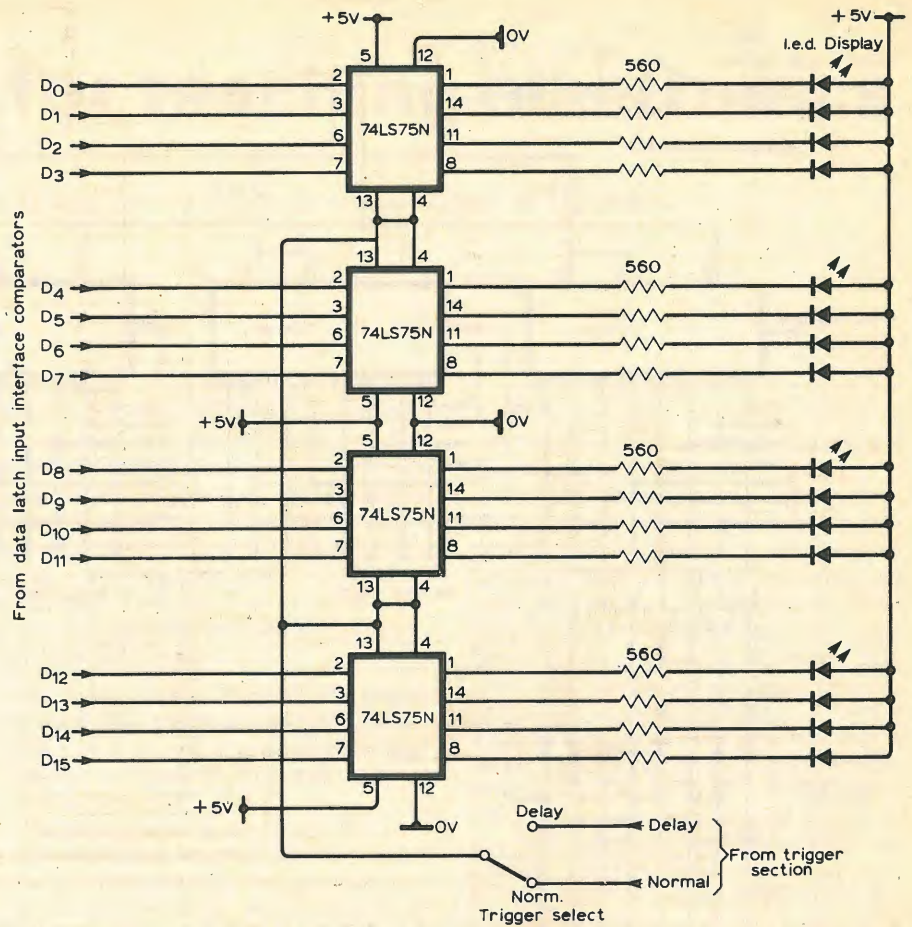 +5V
+5V
l.e.d. Display
5
12
0V
D0
2
1
560
D1
3
14
D2
6
74LS75N
11
D3
7
8
13
4
13
4
D4
2
1
560
D5
3
14
D6
6
74LS75N
11
D7
7
8
5
12
+5V
0V
5
12
D8
2
1
560
D9
3
14
D10
6
74LS75N
11
D11
7
8
13
4
13
4
D12
2
1
560
D13
3
14
D14
6
74LS75N
11
D15
7
8
5
12
+5V
0V
From data latch input interface comparators
Delay
Delay
From trigger
section
Normal
Norm.
Trigger select